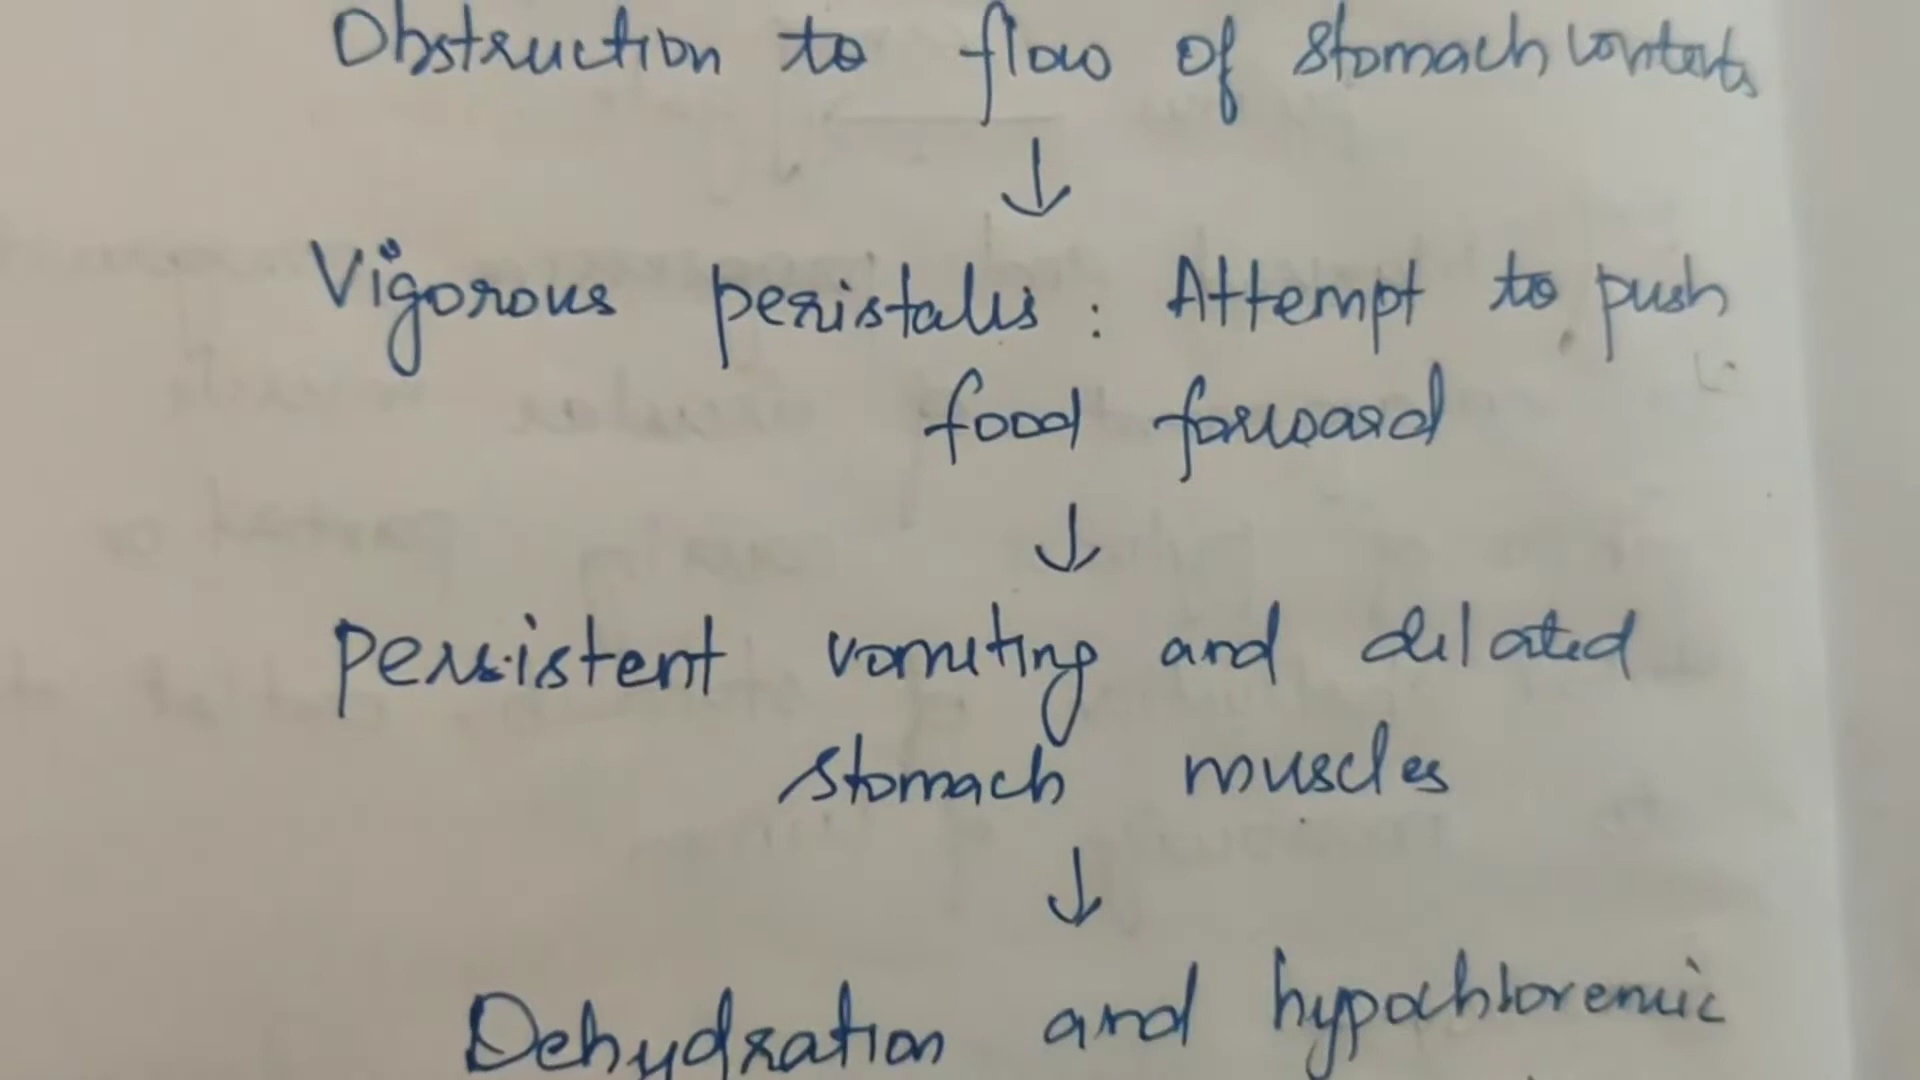 Obstruction to flow of stomach contents
↓
Vigorous peristalsis : Attempt to push
food forward
↓
persistent vomiting and dilated
stomach muscles
↓
Dehydration and hypochloremic